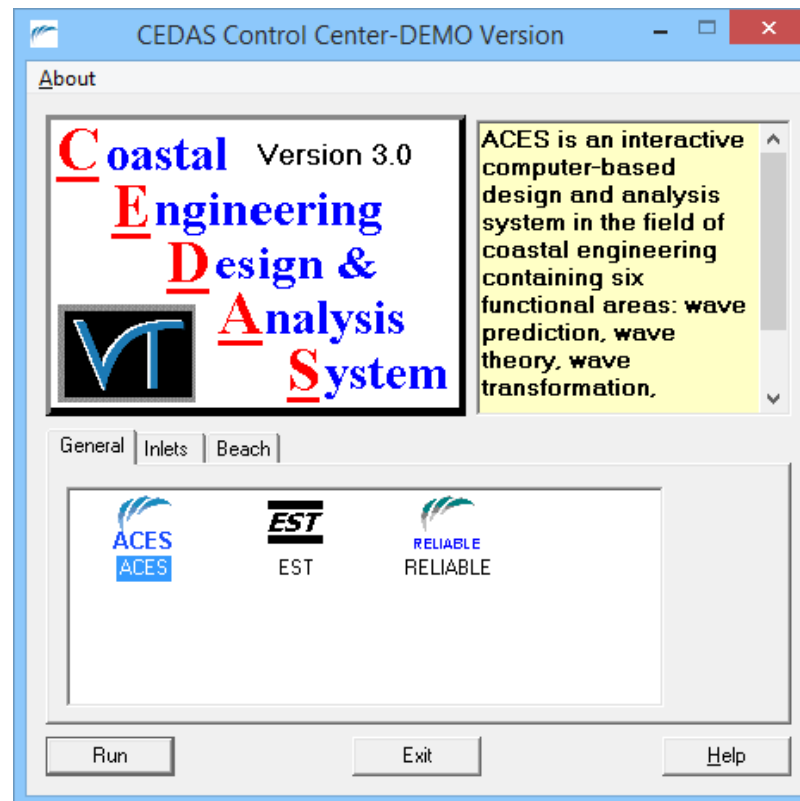 CEDAS Control Center-DEMO Version
About
Coastal Version 3.0
Engineering
Design &
Analysis
System
VT
ACES is an interactive
computer-based
design and analysis
system in the field of
coastal engineering
containing six
functional areas: wave
prediction, wave
theory, wave
transformation,
General Inlets Beach
ACES EST RELIABLE
ACES EST RELIABLE
Run Exit Help